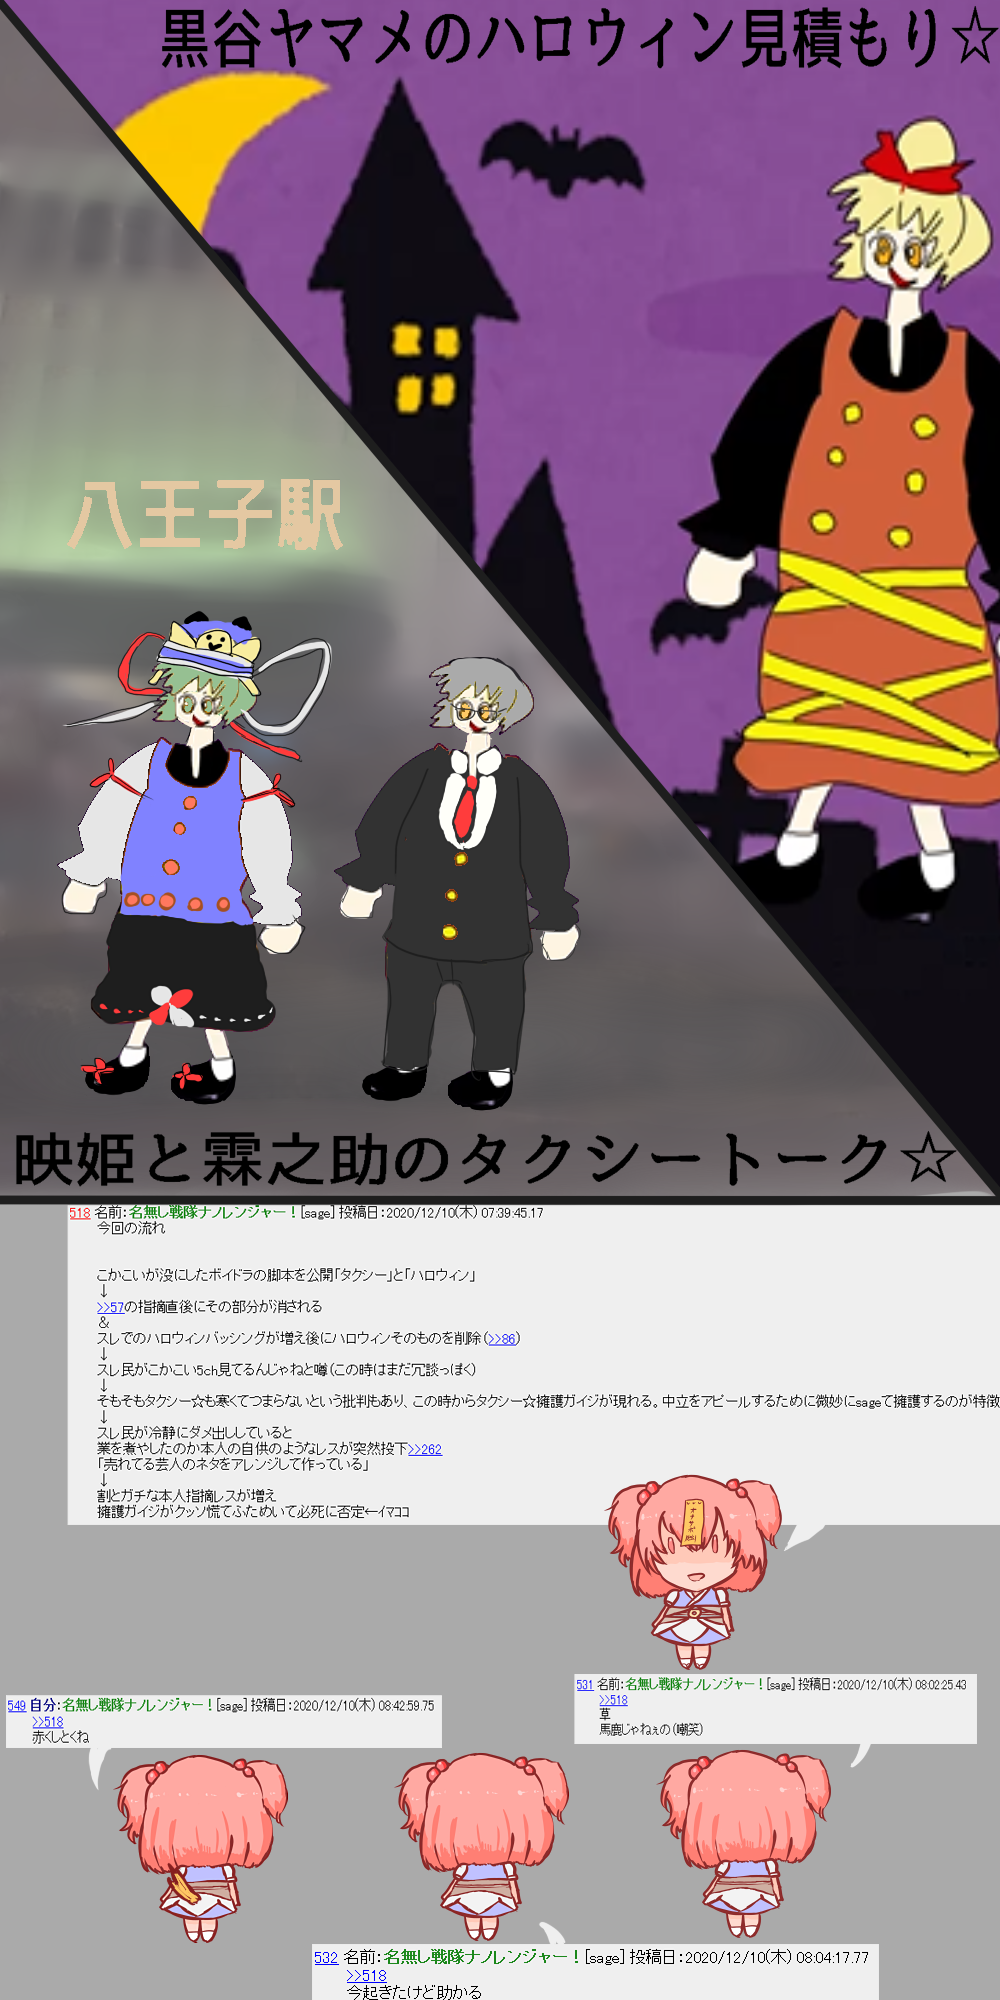 黒谷ヤマメのハロウィン見積もり☆
八王子駅
映姫と霖之助のタクシートーク☆
518 名前：名無し戦隊ナノレンジャー！[sage] 投稿日：2020/12/10(木) 07:39:45.17
今回の流れ
こかこいが没にしたボイドラの脚本を公開｢タクシー｣と｢ハロウィン｣
↓
>>57の指摘直後にその部分が消される
＆
スレでのハロウィンバッシングが増え後にハロウィンそのものを削除（>>86）
↓
スレ民がこかこい5ch見てるんじゃねと噂（この時はまだ冗談っぽく）
↓
そもそもタクシー☆も寒くてつまらないという批判もあり、この時からタクシー☆擁護ガイジが現れる。中立をアピールするために微妙にsageて擁護するのが特徴
↓
スレ民が冷静にダメ出ししていると
業を煮やしたのか本人の自供のようなレスが突然投下>>262
｢売れてる芸人のネタをアレンジして作っている｣
↓
割とガチな本人指摘レスが増え
擁護ガイジがクッソ慌てふためいて必死に否定←イマココ
531 名前：名無し戦隊ナノレンジャー！[sage] 投稿日：2020/12/10(木) 08:02:25.43
>>518
草
馬鹿じゃねぇの（嘲笑）
549 自分：名無し戦隊ナノレンジャー！[sage] 投稿日：2020/12/10(木) 08:42:59.75
>>518
赤くしとくね
532 名前：名無し戦隊ナノレンジャー！[sage] 投稿日：2020/12/10(木) 08:04:17.77
>>518
今起きたけど助かる